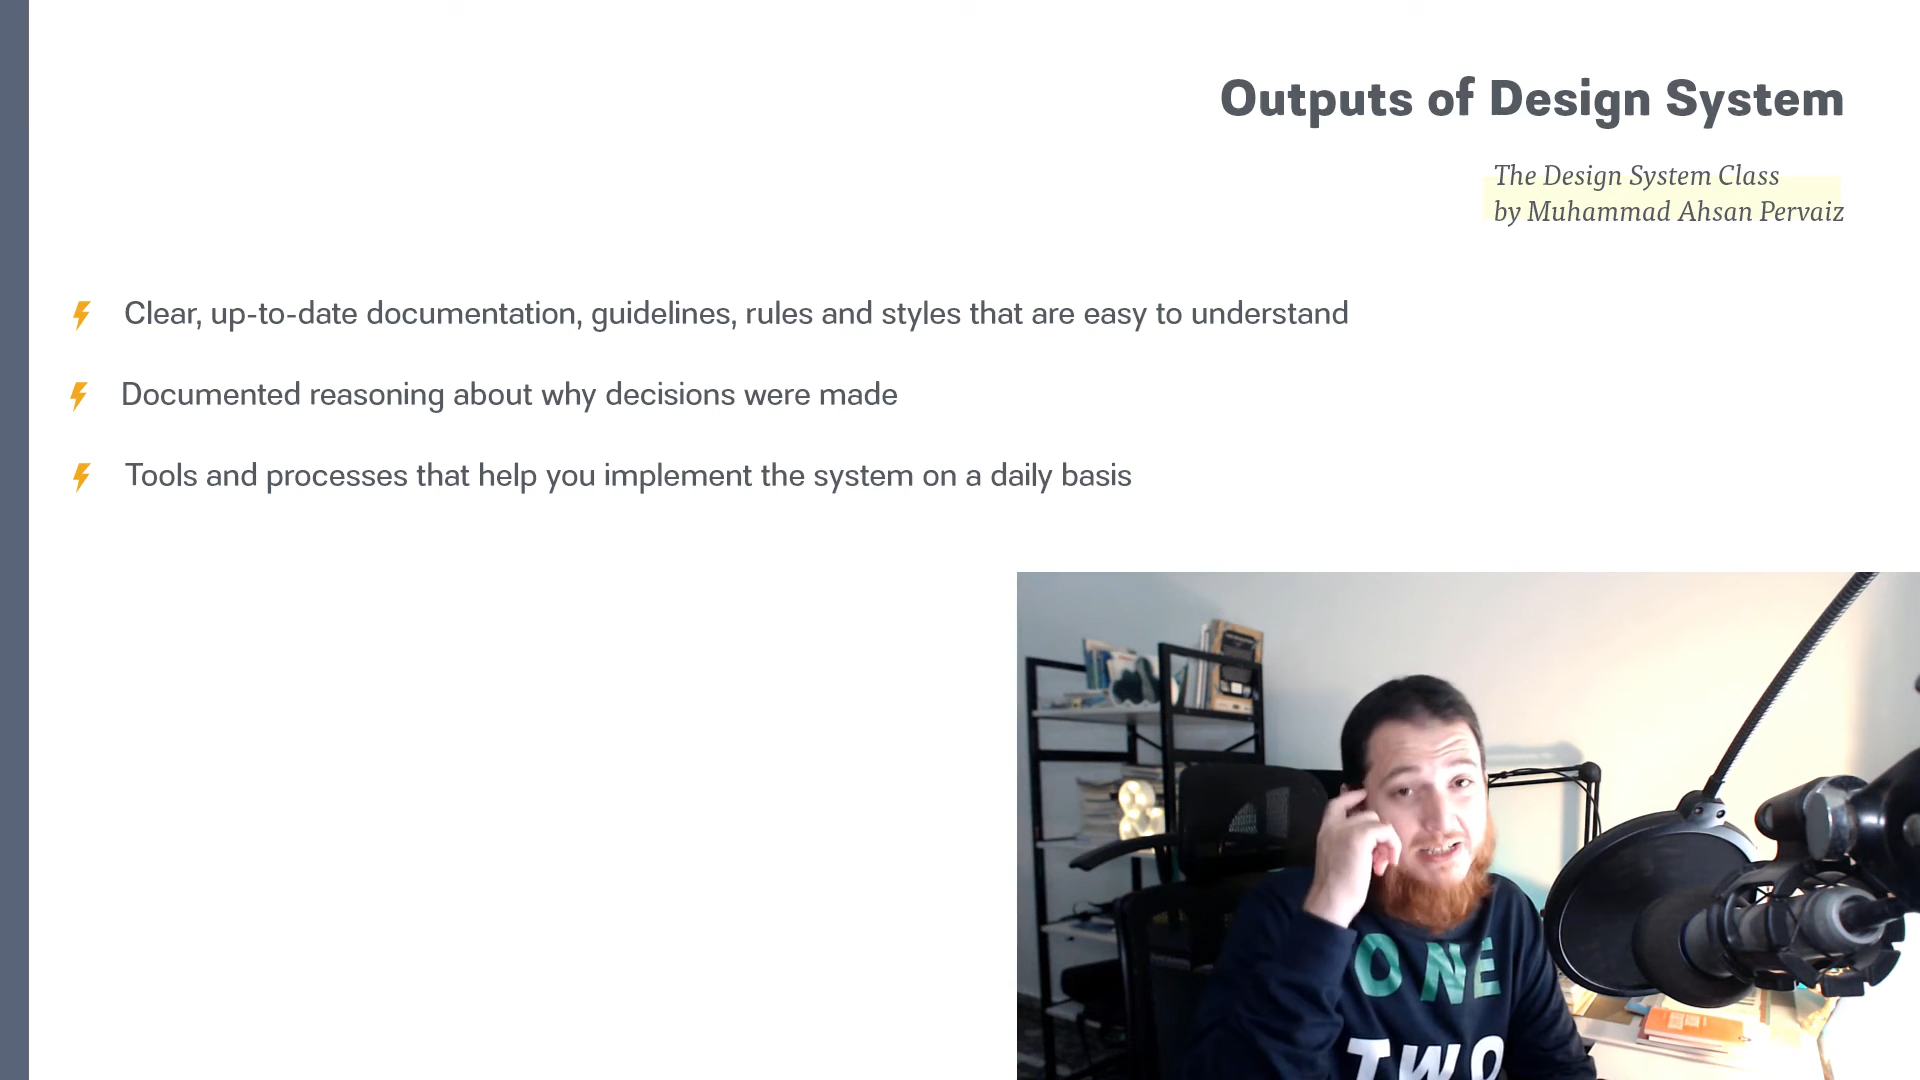 Outputs of Design System
The Design System Class
by Muhammad Ahsan Pervaiz
Clear, up-to-date documentation, guidelines, rules and styles that are easy to understand
Documented reasoning about why decisions were made
Tools and processes that help you implement the system on a daily basis
ONE
TWO